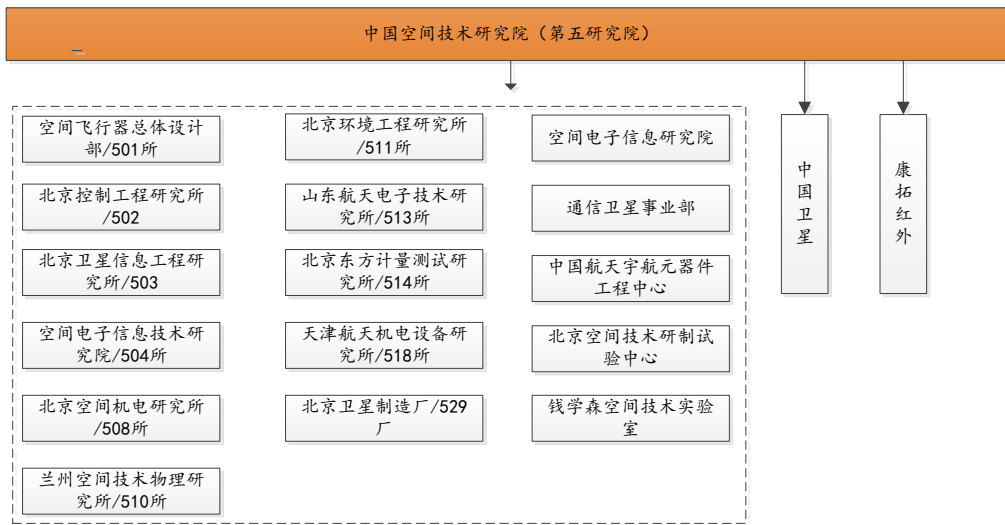 中国空间技术研究院（第五研究院）
空间飞行器总体设计
部/501所
北京控制工程研究所
/502
北京卫星信息工程研
究所/503
空间电子信息技术研
究院/504所
北京空间机电研究所
/508所
兰州空间技术物理研
究所/510所
北京环境工程研究所
/511所
山东航天电子技术研
究所/513所
北京东方计量测试研
究所/514所
天津航天机电设备研
究所/518所
北京卫星制造厂/529
厂
空间电子信息研究院
通信卫星事业部
中国航天宇航元器件
工程中心
北京空间技术研制试
验中心
钱学森空间技术实验
室
中国卫星
康拓红外